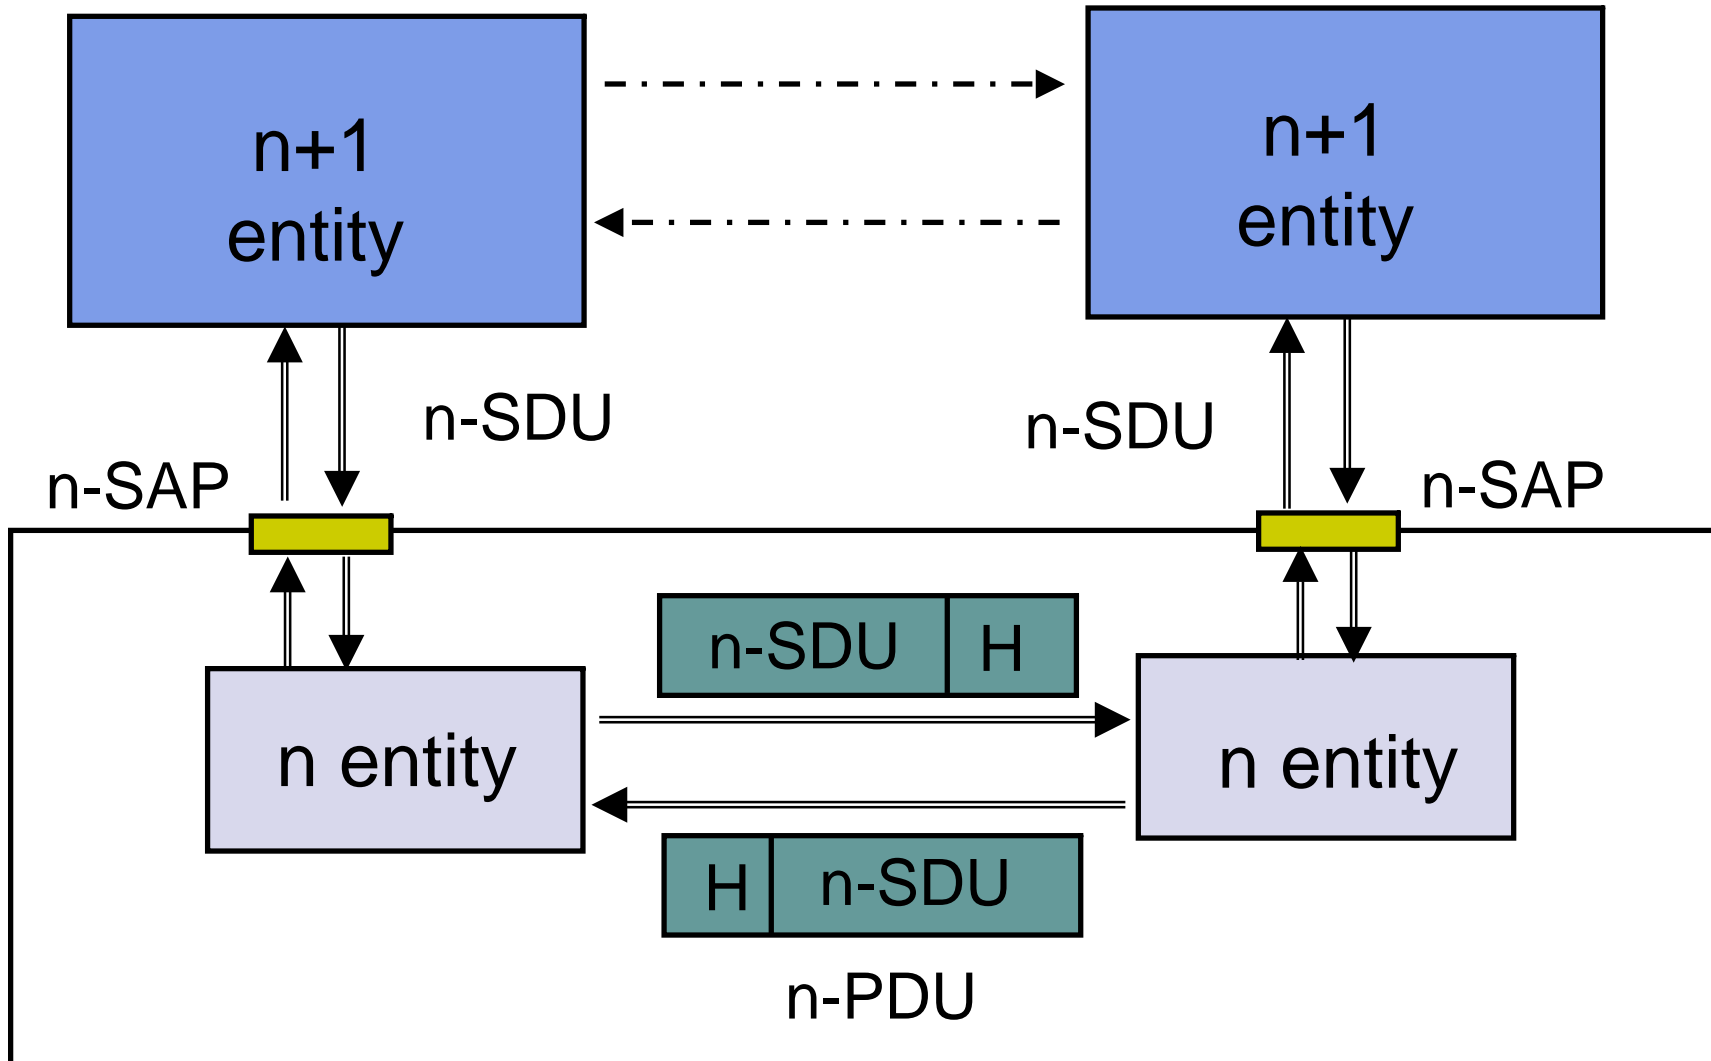 n+1
entity
n+1
entity
n-SDU
n-SDU
n-SAP
n-SAP
n-SDU H
n entity
n entity
H n-SDU
n-PDU